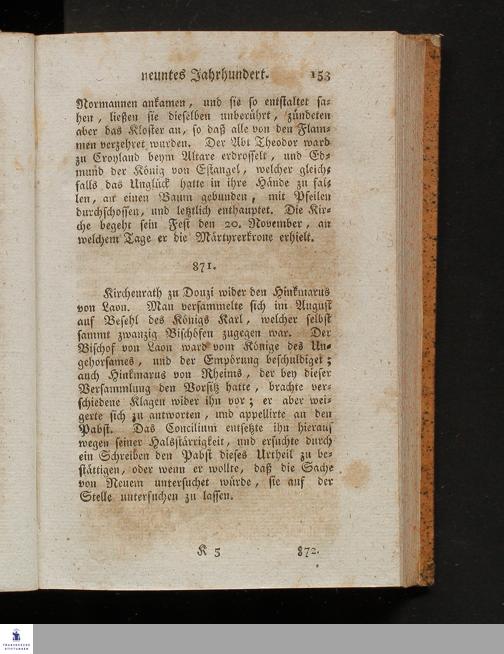 neuntes Jahrhundert. 153
Normannen ankamen, und sie so entstaltet sa-
hen, ließen sie dieselben unberührt, zündeten
aber das Kloster an, so daß alle von den Flam-
men verzehret wurden. Der Abt Theodor ward
zu Croyland beym Altare erdrosselt, und Ed-
mund der König von Estangel, welcher gleich-
falls das Unglück hatte in ihre Hände zu fal-
len, an einen Baum gebunden, mit Pfeilen
durchschossen, und letztlich enthauptet. Die Kir-
che begeht sein Fest den 20. November, an
welchem Tage er die Märtyrerkrone erhielt.
871.
Kirchenrath zu Douzi wider den Hinkmarus
von Laon. Man versammelte sich im August
auf Befehl des Königs Karl, welcher selbst
sammt zwanzig Bischöfen zugegen war. Der
Bischof von Laon ward vom Könige des Un-
gehorsames, und der Empörung beschuldiget;
auch Hinkmarus von Rheims, der bey dieser
Versammlung den Vorsitz hatte, brachte ver-
schiedene Klagen wider ihn vor; er aber wei-
gerte sich zu antworten, und appellirte an den
Pabst. Das Concilium entsetzte ihn hierauf
wegen seiner Halsstärrigkeit, und ersuchte durch
ein Schreiben den Pabst dieses Urtheil zu be-
stättigen, oder wenn er wollte, daß die Sache
von Neuem untersuchet würde, sie auf der
Stelle untersuchen zu lassen.
K 5 872.
FRANCKESCHE
STIFTUNGEN